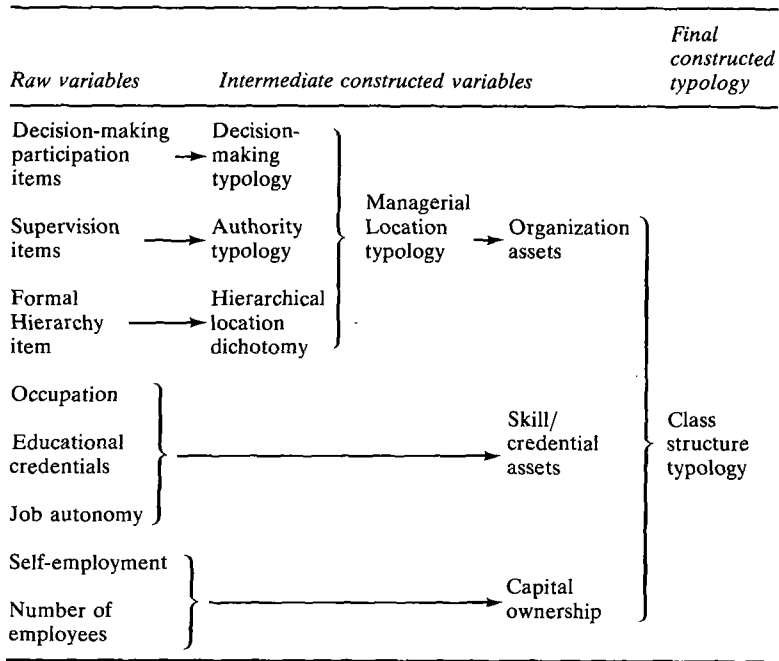 Final
constructed
typology
Raw variables Intermediate constructed variables
Decision-making
participation
items
Decision-
making
typology
Supervision
items
Authority
typology
Formal
Hierarchy
item
Hierarchical
location
dichotomy
Managerial
Location
typology
Organization
assets
Occupation
Educational
credentials
Job autonomy
Skill/
credential
assets
Self-employment
Number of
employees
Capital
ownership
Class
structure
typology